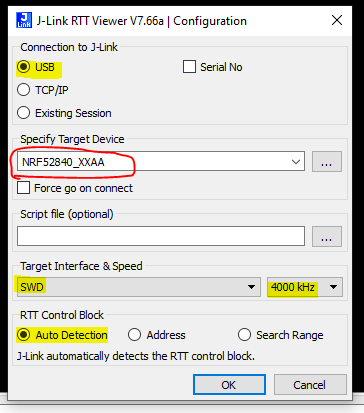 J-Link RTT Viewer V7.66a | Configuration
Connection to J-Link
USB
Serial No
TCP/IP
Existing Session
Specify Target Device
NRF52840_XXAA
...
Force go on connect
Script file (optional)
...
Target Interface & Speed
SWD
4000 kHz
RTT Control Block
Auto Detection
Address
Search Range
J-Link automatically detects the RTT control block.
OK
Cancel